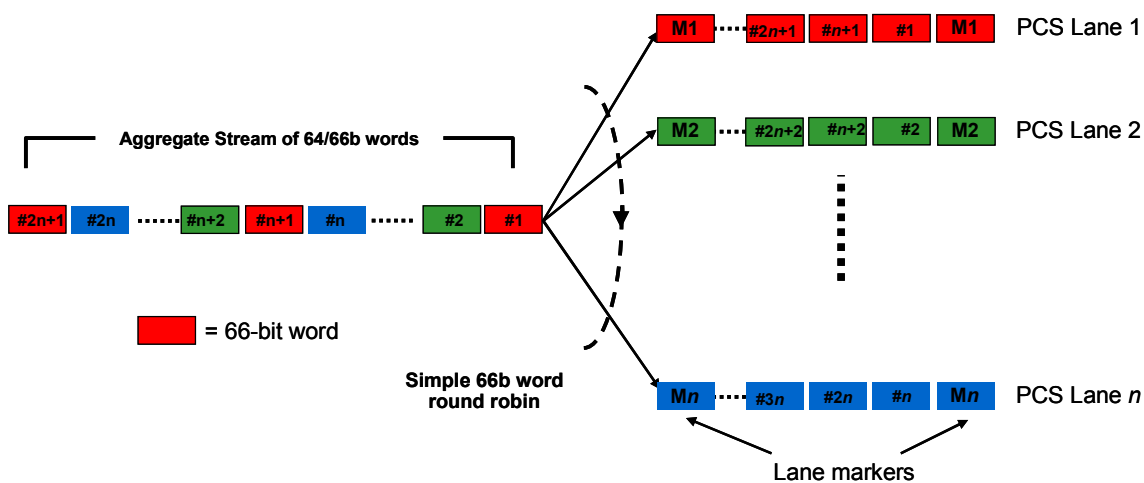 M1 #2n+1 #n+1 #1 M1 PCS Lane 1
M2 #2n+2 #n+2 #2 M2 PCS Lane 2
Aggregate Stream of 64/66b words
#2n+1 #2n #n+2 #n+1 #n #2 #1
= 66-bit word
Simple 66b word
round robin
Mn #3n #2n #n Mn PCS Lane n
Lane markers